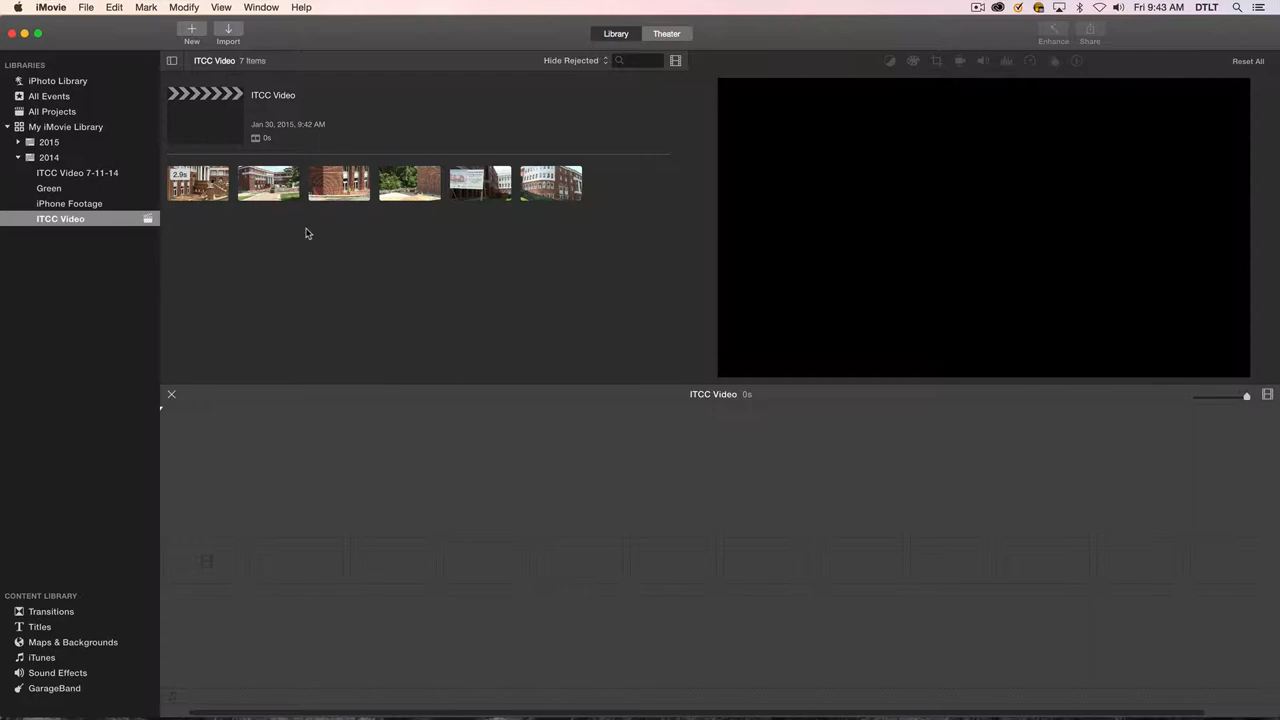 iMovie File Edit Mark Modify View Window Help Fri 9:43 AM DTLT
New Import Library Theater Enhance Share
LIBRARIES ITCC Video 7 Items Hide Rejected Reset All
iPhoto Library
All Events
All Projects
My iMovie Library
2015
2014
ITCC Video 7-11-14
Green
iPhone Footage
ITCC Video
ITCC Video
Jan 30, 2015, 9:42 AM
0s
2.9s
ITCC Video 0s
CONTENT LIBRARY
Transitions
T Titles
Maps & Backgrounds
iTunes
Sound Effects
GarageBand